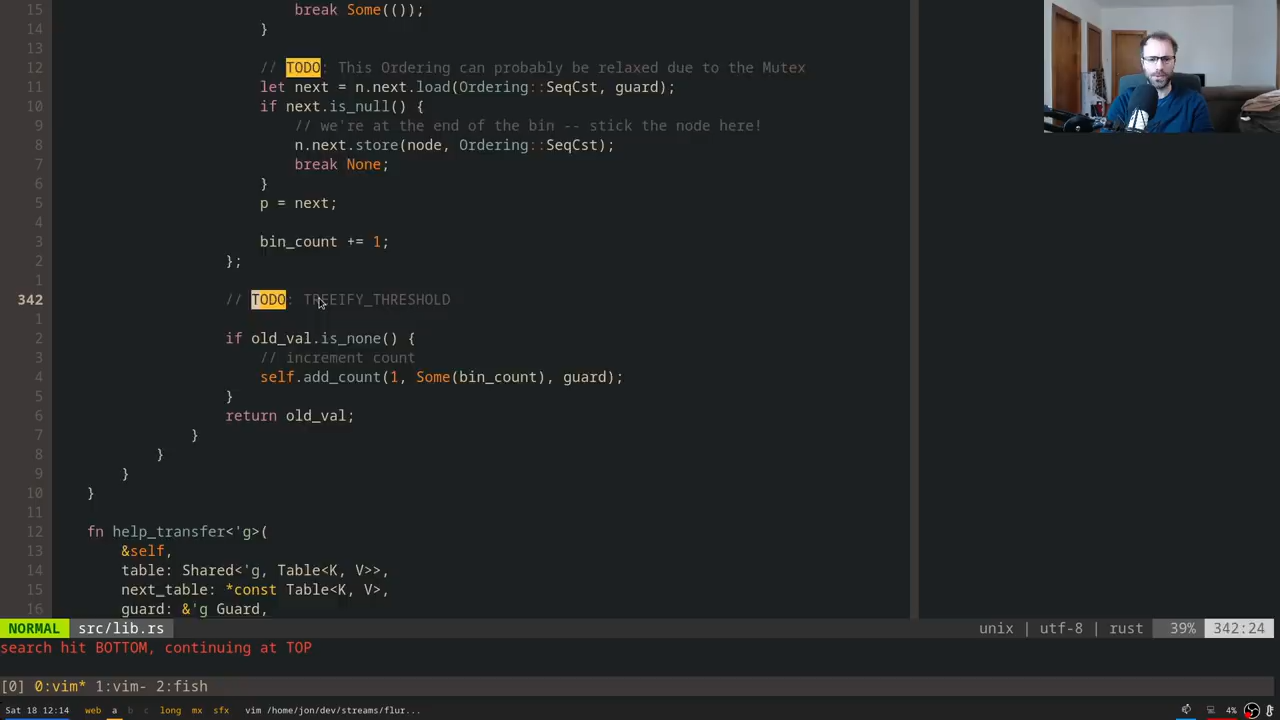 15 break Some(());
14 }
13
12 // TODO: This Ordering can probably be relaxed due to the Mutex
11 let next = n.next.load(Ordering::SeqCst, guard);
10 if next.is_null() {
9 // we're at the end of the bin -- stick the node here!
8 n.next.store(node, Ordering::SeqCst);
7 break None;
6 }
5 p = next;
4
3 bin_count += 1;
2 };
1
342 // TODO: TREEIFY_THRESHOLD
1
2 if old_val.is_none() {
3 // increment count
4 self.add_count(1, Some(bin_count), guard);
5 }
6 return old_val;
7 }
8 }
9 }
10 }
11
12 fn help_transfer<'g>(
13 &self,
14 table: Shared<'g, Table<K, V>>,
15 next_table: *const Table<K, V>,
16 guard: &'g Guard,
NORMAL src/lib.rs unix | utf-8 | rust 39% 342:24
search hit BOTTOM, continuing at TOP
[0] 0:vim* 1:vim- 2:fish
Sat 18 12:14 web a b c long mx sfx vim /home/jon/dev/streams/flur... 4%